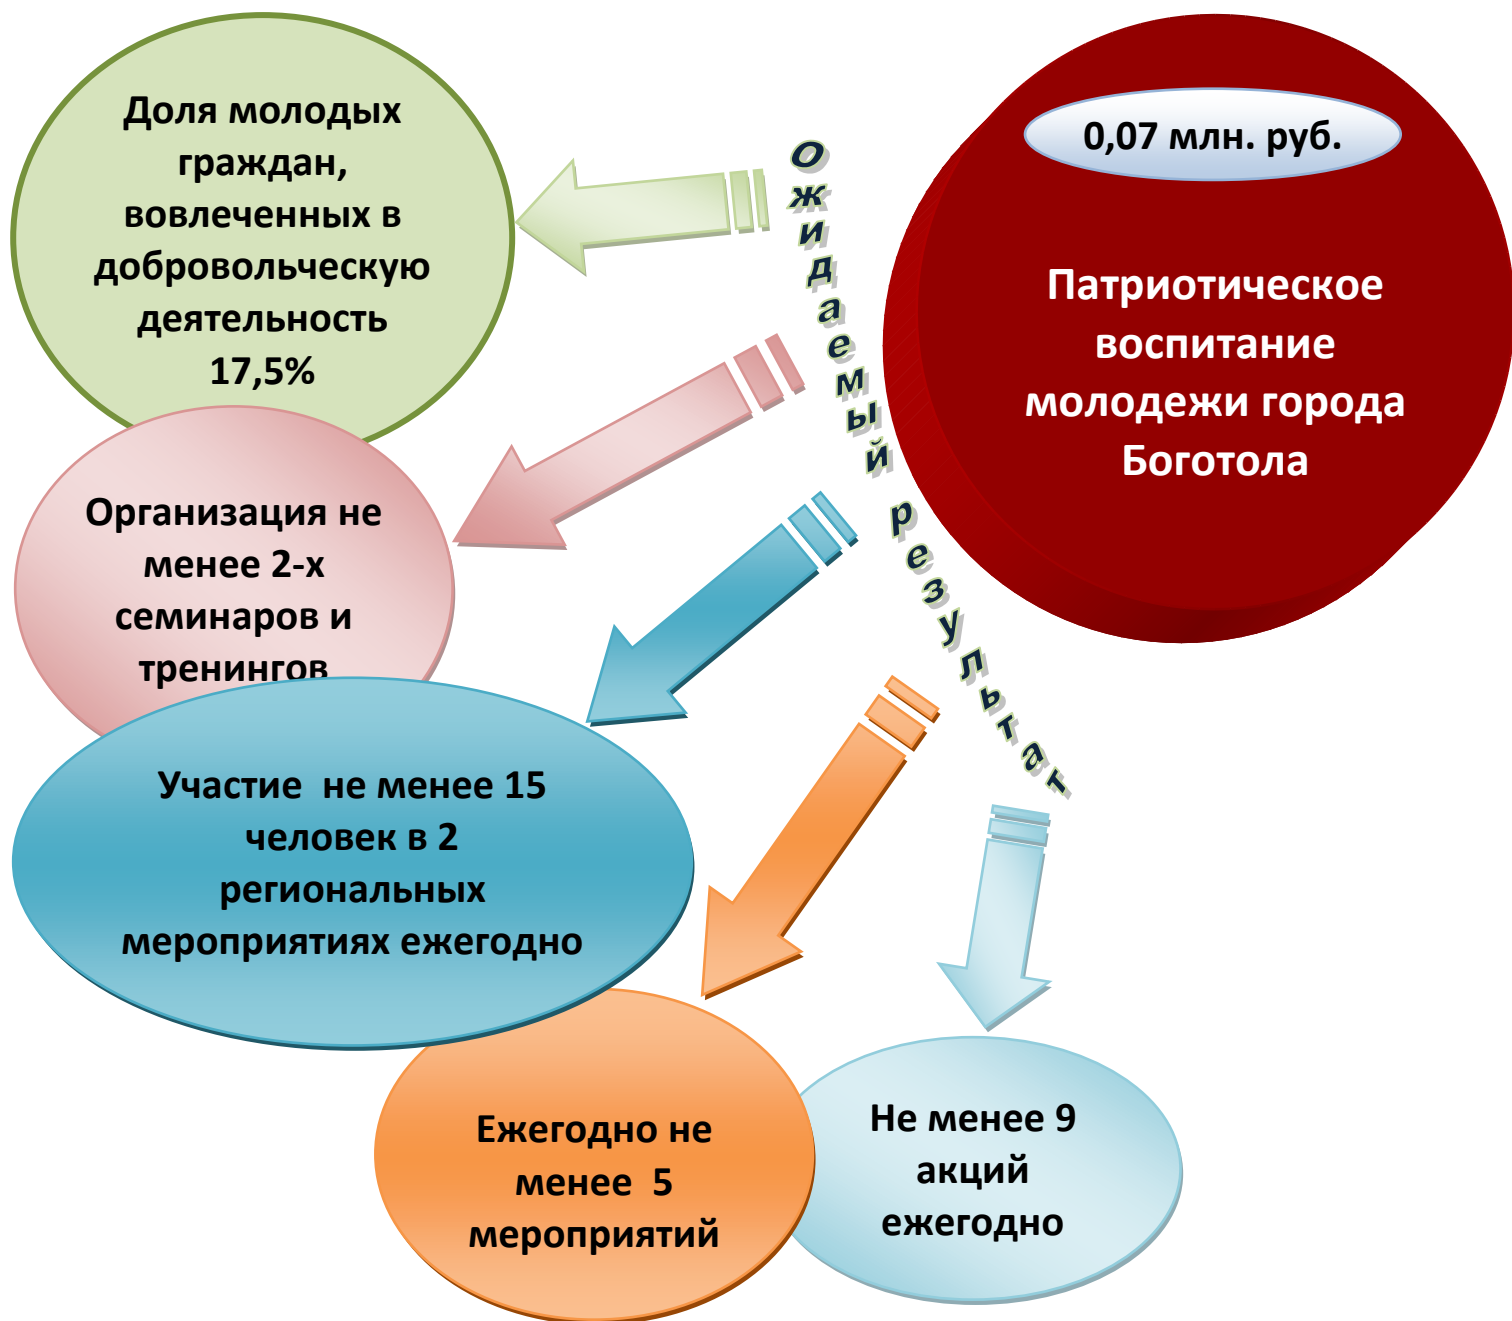 Доля молодых
граждан,
вовлеченных в
добровольческую
деятельность
17,5%
Организация не
менее 2-х
семинаров и
тренингов
Участие не менее 15
человек в 2
региональных
мероприятиях ежегодно
Ежегодно не
менее 5
мероприятий
Не менее 9
акций
ежегодно
Ожидаемый результат
0,07 млн. руб.
Патриотическое
воспитание
молодежи города
Боготола